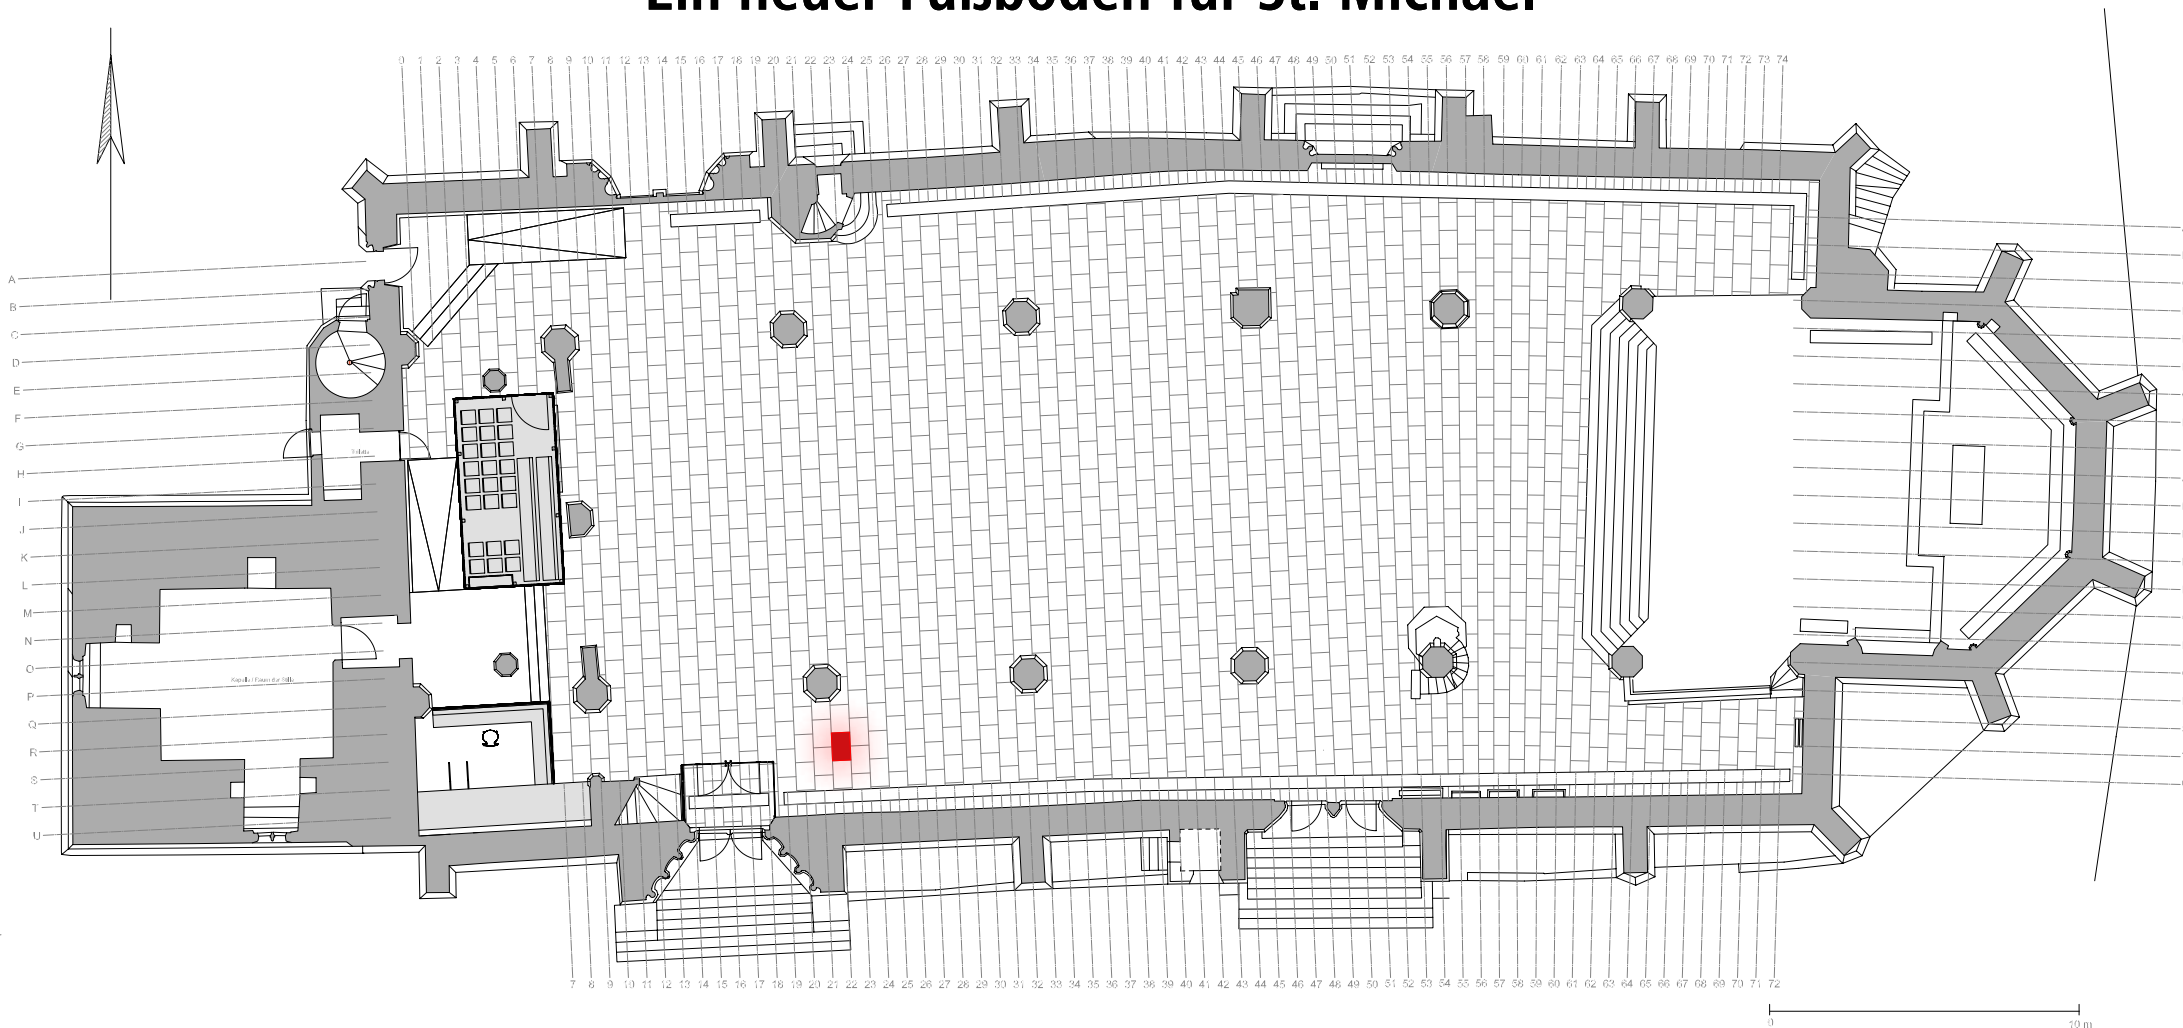 Ein neuer Fußboden für St. Michael
0 1 2 3 4 5 6 7 8 9 10 11 12 13 14 15 16 17 18 19 20 21 22 23 24 25 26 27 28 29 30 31 32 33 34 35 36 37 38 39 40 41 42 43 44 45 46 47 48 49 50 51 52 53 54 55 56 57 58 59 60 61 62 63 64 65 66 67 68 69 70 71 72 73 74
A
B
C
D
E
F
G
H
I
J
K
L
M
N
O
P
Q
R
S
T
U
7 8 9 10 11 12 13 14 15 16 17 18 19 20 21 22 23 24 25 26 27 28 29 30 31 32 33 34 35 36 37 38 39 40 41 42 43 44 45 46 47 48 49 50 51 52 53 54 55 56 57 58 59 60 61 62 63 64 65 66 67 68 69 70 71 72
0 10 m